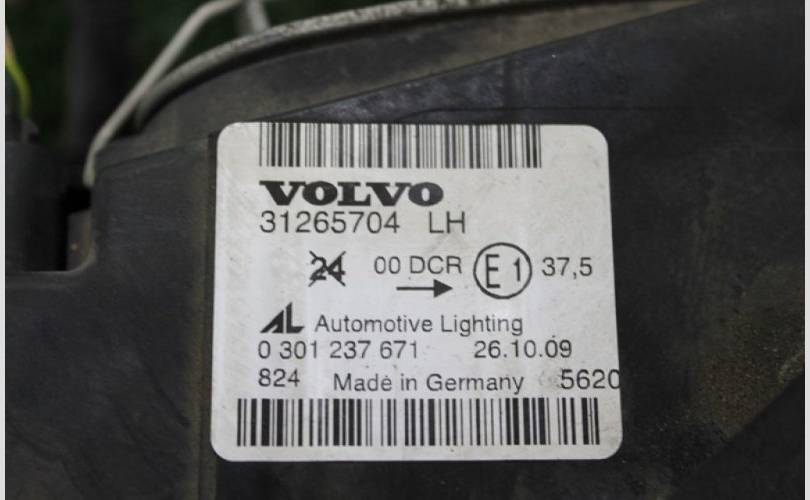 VOLVO
31265704 LH
24 00 DCR E1 37,5
AL Automotive Lighting
0 301 237 671 26.10.09
824 Made in Germany 5620